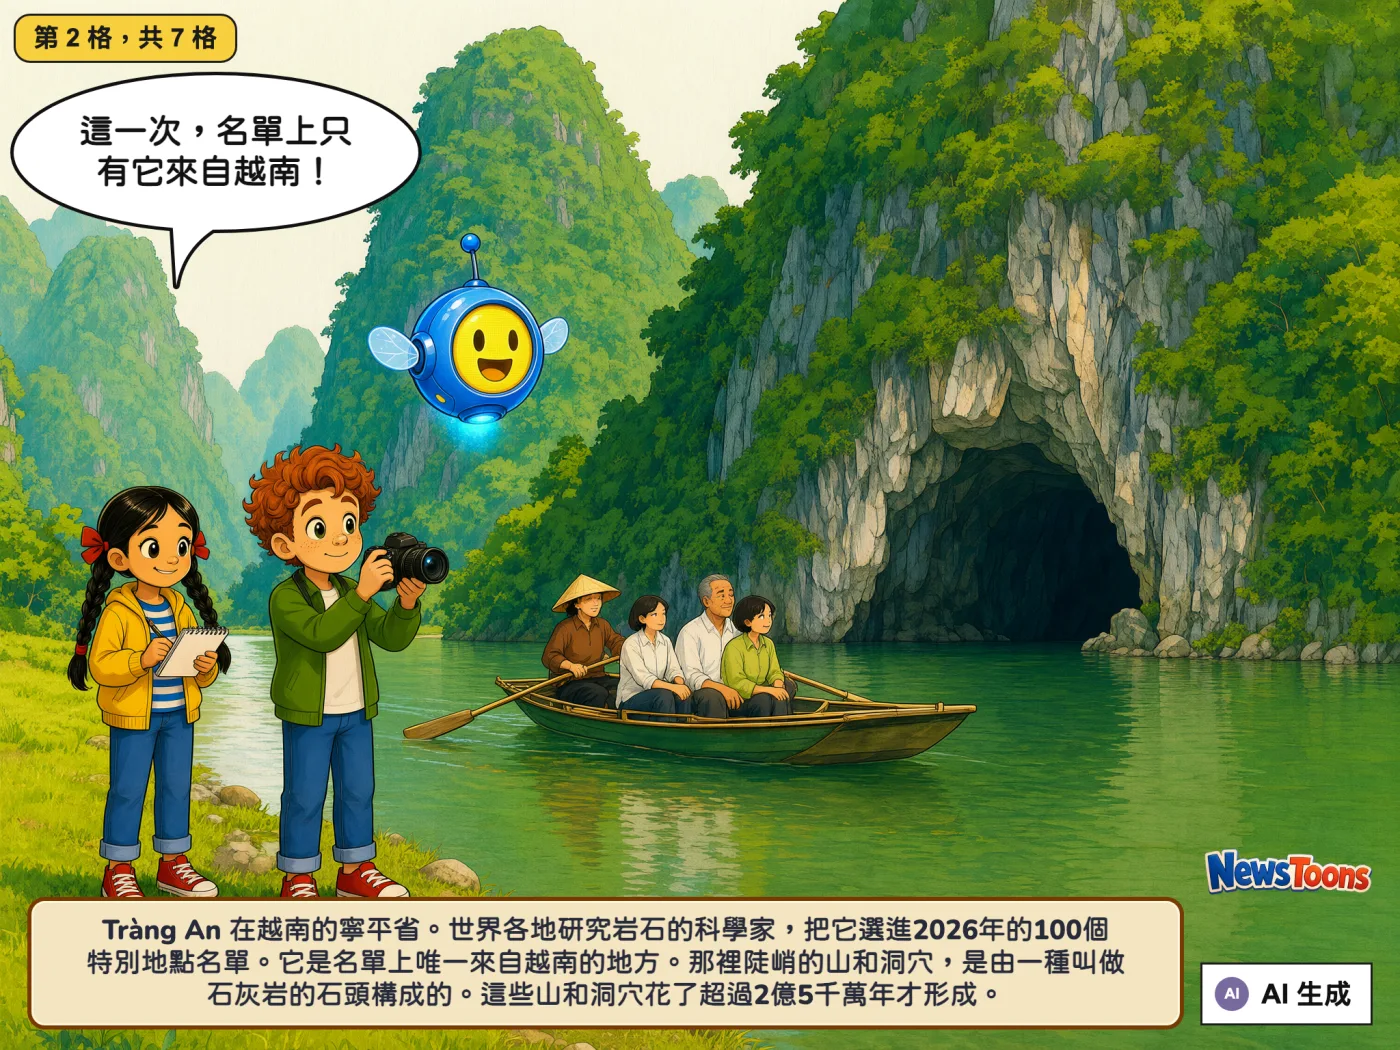 第 2 格，共 7 格
這一次，名單上只
有它來自越南！
Tràng An 在越南的寧平省。世界各地研究岩石的科學家，把它選進2026年的100個
特別地點名單。它是名單上唯一來自越南的地方。那裡陡峭的山和洞穴，是由一種叫做
石灰岩的石頭構成的。這些山和洞穴花了超過2億5千萬年才形成。
NewsToons
AI AI 生成